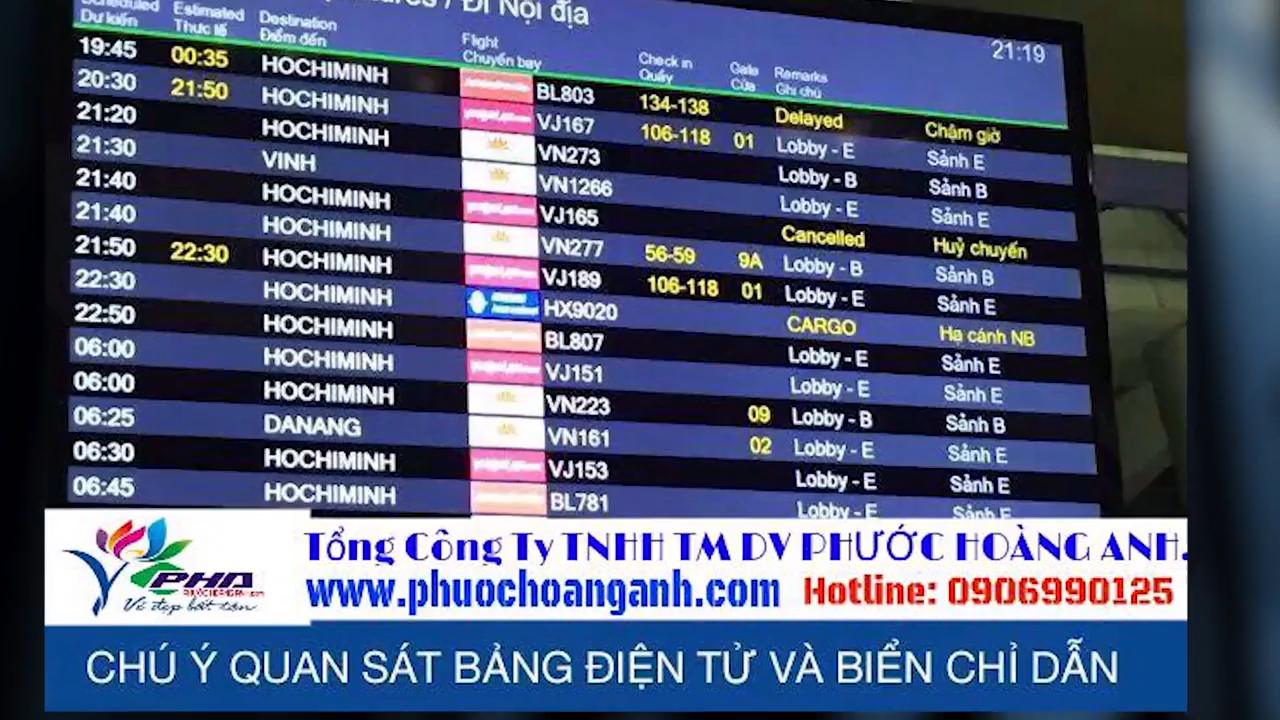 / Đi Nội địa
21:19
Scheduled Estimated Destination Flight Check in Gate Remarks
Dự kiến Thực tế Điểm đến Chuyến bay Quầy Cửa Ghi chú
19:45 00:35 HOCHIMINH BL803 134-138 Delayed Chậm giờ
20:30 21:50 HOCHIMINH VJ167 106-118 01 Lobby - E Sảnh E
21:20 HOCHIMINH VN273 Lobby - B Sảnh B
21:30 VINH VN1266 Lobby - E Sảnh E
21:40 HOCHIMINH VJ165 Cancelled Huỷ chuyến
21:40 HOCHIMINH VN277 56-59 9A Lobby - B Sảnh B
21:50 22:30 HOCHIMINH VJ189 106-118 01 Lobby - E Sảnh E
22:30 HOCHIMINH HX9020 CARGO Hạ cánh NB
22:50 HOCHIMINH BL807 Lobby - E Sảnh E
06:00 HOCHIMINH VJ151 Lobby - E Sảnh E
06:00 HOCHIMINH VN223 09 Lobby - B Sảnh B
06:25 DANANG VN161 02 Lobby - E Sảnh E
06:30 HOCHIMINH VJ153 Lobby - E Sảnh E
06:45 HOCHIMINH BL781 Lobby - E Sảnh E
PHA
Vẻ đẹp bất tận
Tổng Công Ty TNHH TM DV PHƯỚC HOÀNG ANH.
www.phuochoanganh.com Hotline: 0906990125
CHÚ Ý QUAN SÁT BẢNG ĐIỆN TỬ VÀ BIỂN CHỈ DẪN